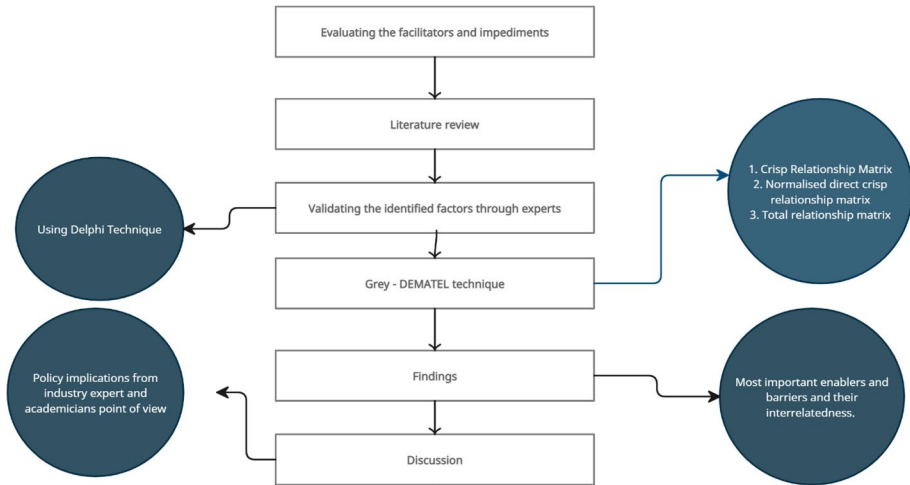 Evaluating the facilitators and impediments
Literature review
Validating the identified factors through experts
Using Delphi Technique
Grey - DEMATEL technique
1. Crisp Relationship Matrix
2. Normalised direct crisp
relationship matrix
3. Total relationship matrix
Findings
Most important enablers and
barriers and their
interrelatedness.
Discussion
Policy implications from
industry expert and
academicians point of view